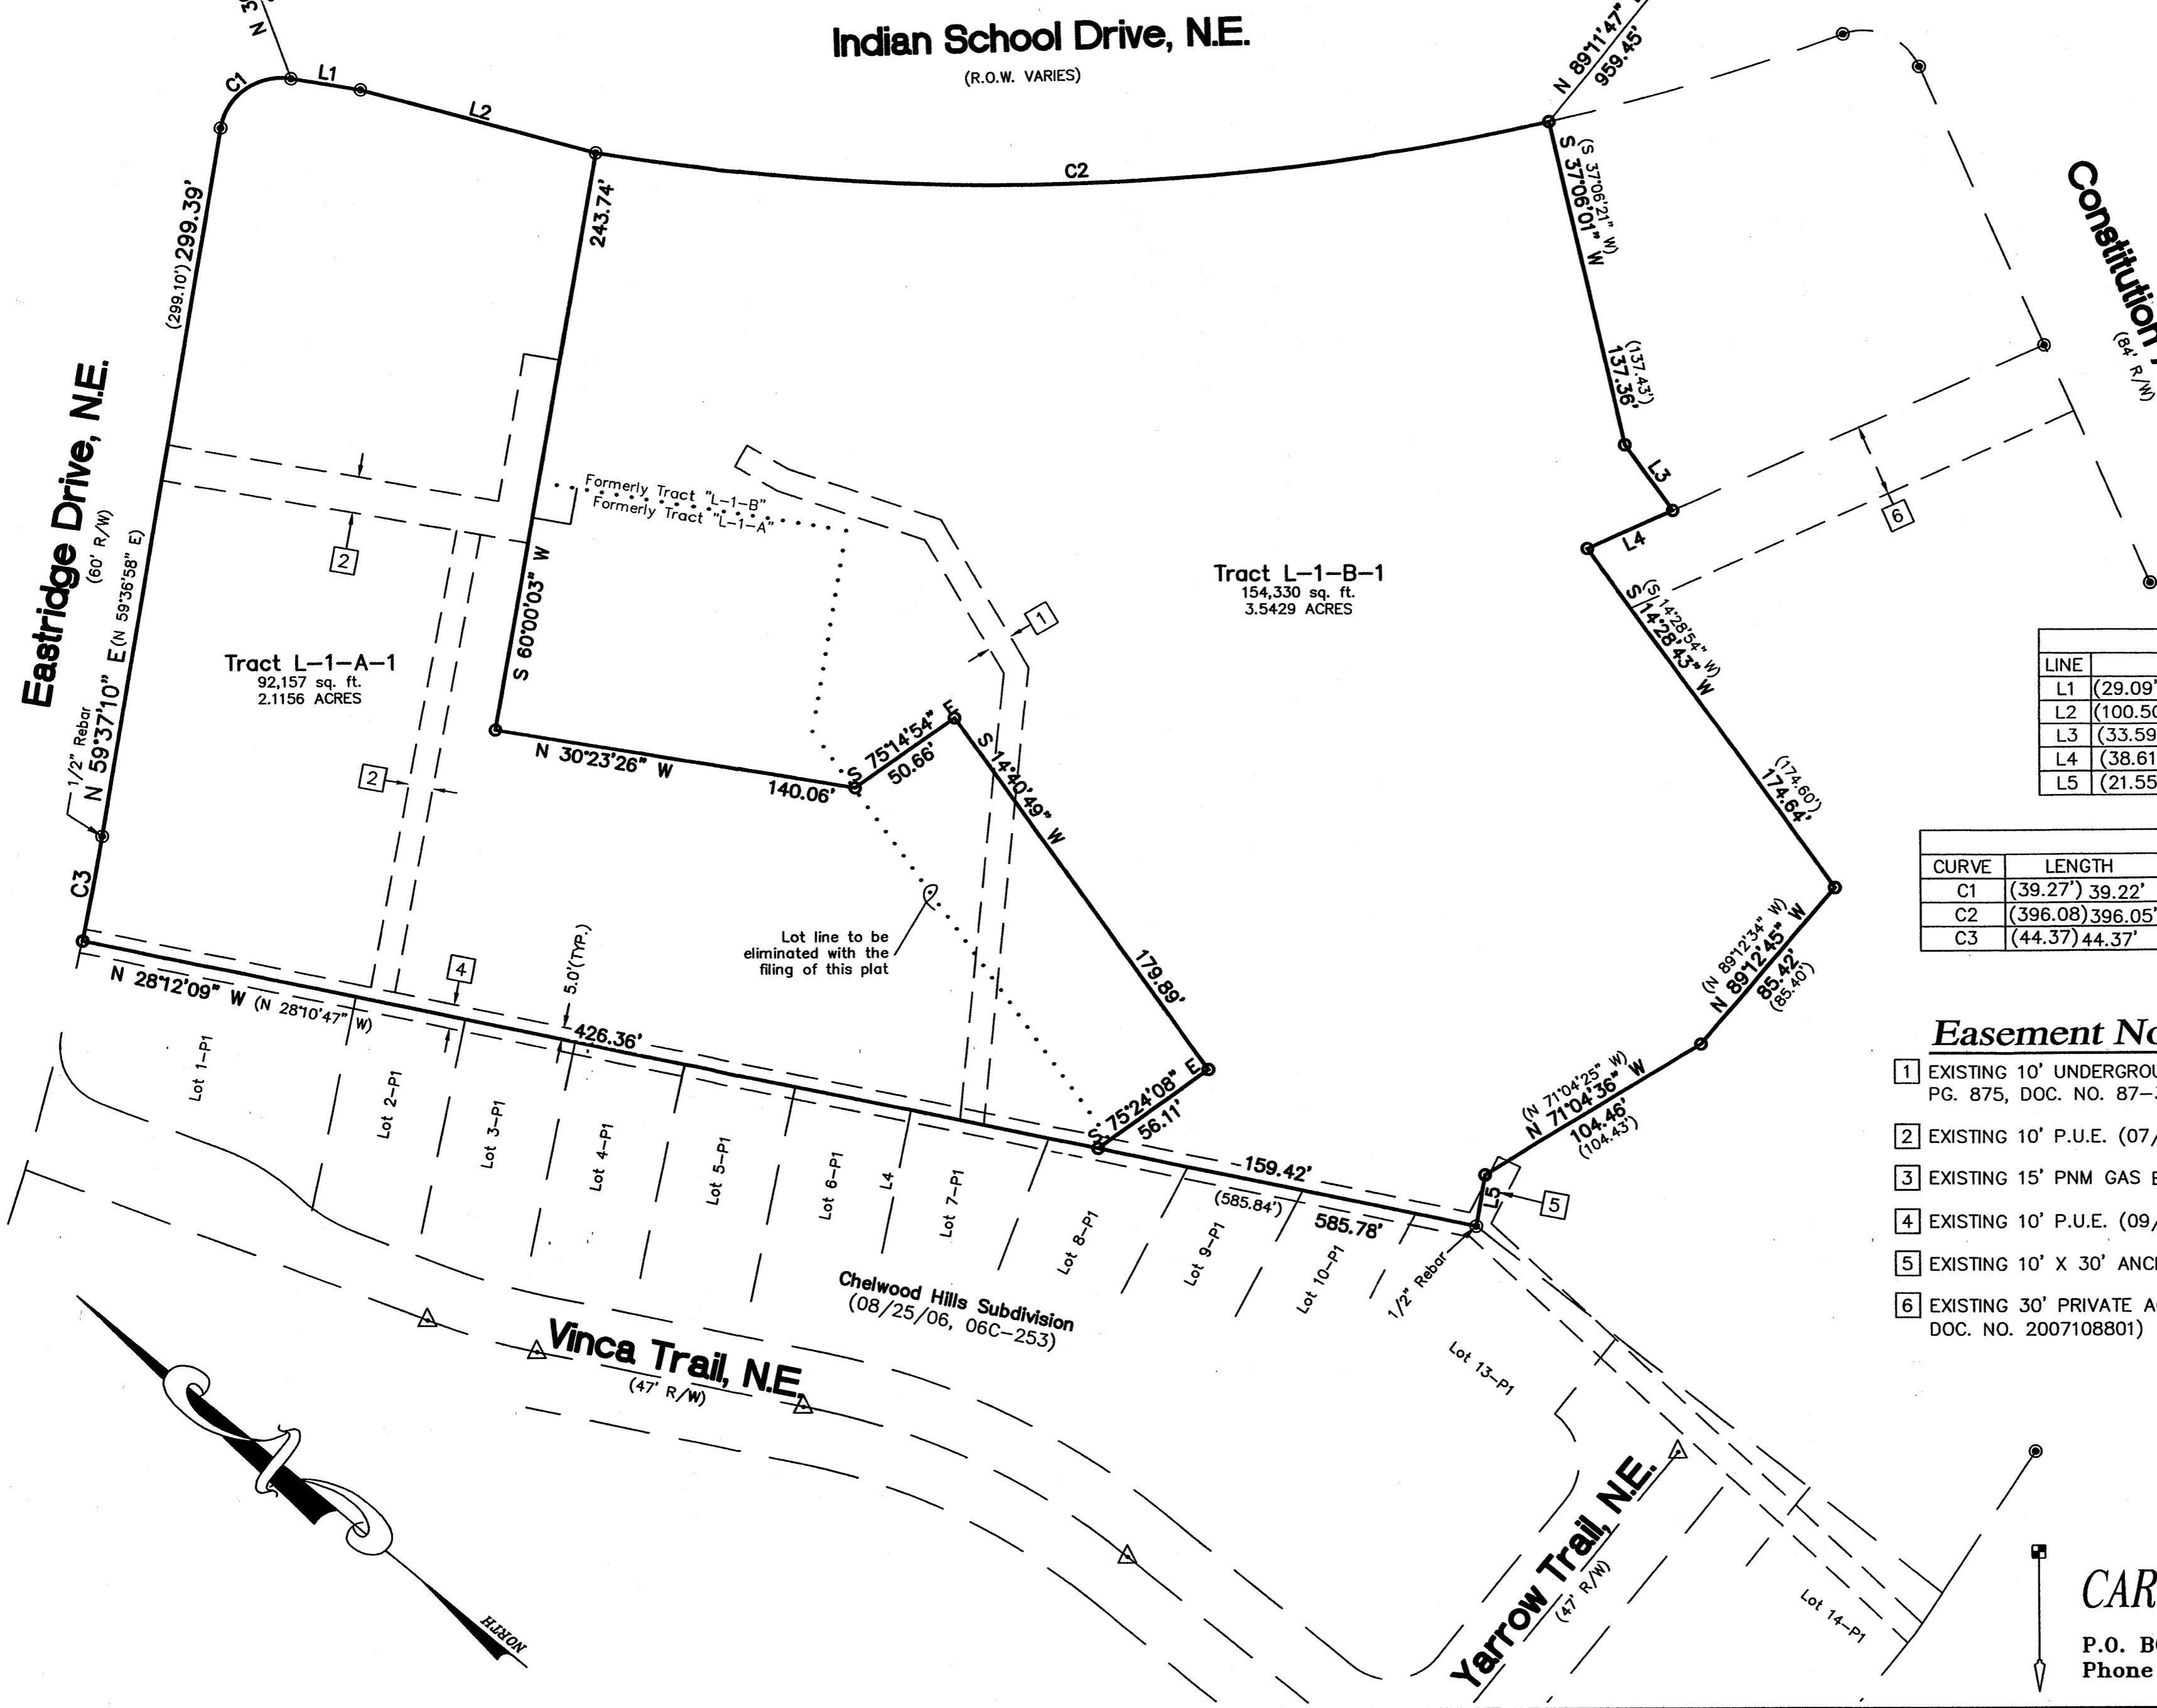 Indian School Drive, N.E.
(R.O.W. VARIES)
N 89°11'47"
959.45'
C1
L1
L2
C2
243.74'
(299.10') 299.39'
S 37°06'01" W
(S 37°06'21" W)
(137.43')
137.36'
Constitution
(84' R/W)
Eastridge Drive, N.E.
(60' R/W)
N 59°37'10" E (N 59°36'58" E)
1/2" Rebar
C3
2
Formerly Tract "L-1-B"
Formerly Tract "L-1-A"
S 60°00'03" W
Tract L-1-A-1
92,157 sq. ft.
2.1156 ACRES
2
Tract L-1-B-1
154,330 sq. ft.
3.5429 ACRES
1
L3
L4
6
(S 14°28'54" W)
S 14°28'43" W
(174.60')
174.64'
N 30°23'26" W
140.06'
S 75°14'54" E
50.66'
S 14°40'49" W
179.89'
Lot line to be
eliminated with the
filing of this plat
4
5.0'(TYP.)
N 28°12'09" W (N 28°10'47" W)
426.36'
S 75°24'08" E
56.11'
159.42'
(585.84')
585.78'
(N 89°12'34" W)
N 89°12'45" W
85.42'
(85.40')
(N 71°04'25" W)
N 71°04'36" W
104.46'
(104.43')
L5
5
1/2" Rebar
Lot 1-P1
Lot 2-P1
Lot 3-P1
Lot 4-P1
Lot 5-P1
Lot 6-P1
L4
Lot 7-P1
Lot 8-P1
Lot 9-P1
Lot 10-P1
Lot 13-P1
Lot 14-P1
Chelwood Hills Subdivision
(08/25/06, 06C-253)
Vinca Trail, N.E.
(47' R/W)
Yarrow Trail, N.E.
(47' R/W)
NORTH
LINE
L1 (29.09'
L2 (100.50
L3 (33.59
L4 (38.61
L5 (21.55
CURVE LENGTH
C1 (39.27') 39.22'
C2 (396.08) 396.05'
C3 (44.37) 44.37'
Easement No
1 EXISTING 10' UNDERGROU
PG. 875, DOC. NO. 87-
2 EXISTING 10' P.U.E. (07/
3 EXISTING 15' PNM GAS
4 EXISTING 10' P.U.E. (09/
5 EXISTING 10' X 30' ANC
6 EXISTING 30' PRIVATE A
DOC. NO. 2007108801)
CAR
P.O. B
Phone